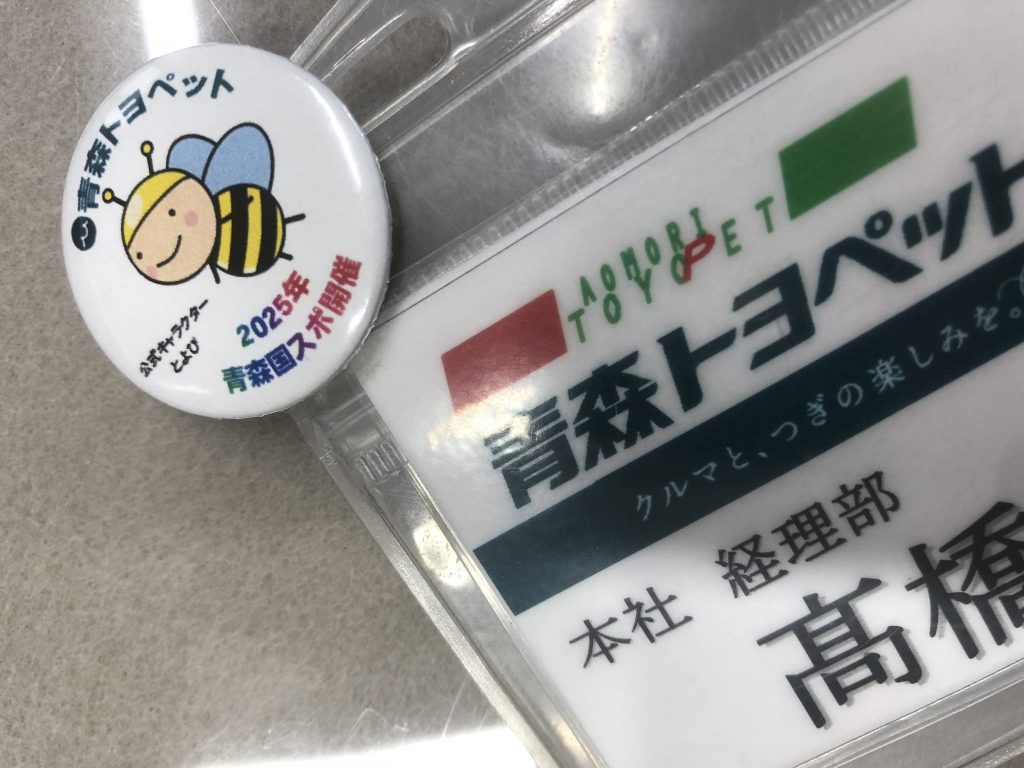 青森トヨペット
公式キャラクター
とよぴ
2025年
青森国スポ開催
AOMORI
TOYOPET
青森トヨペット
クルマと、つぎの楽しみを。
本社 経理部
髙橋